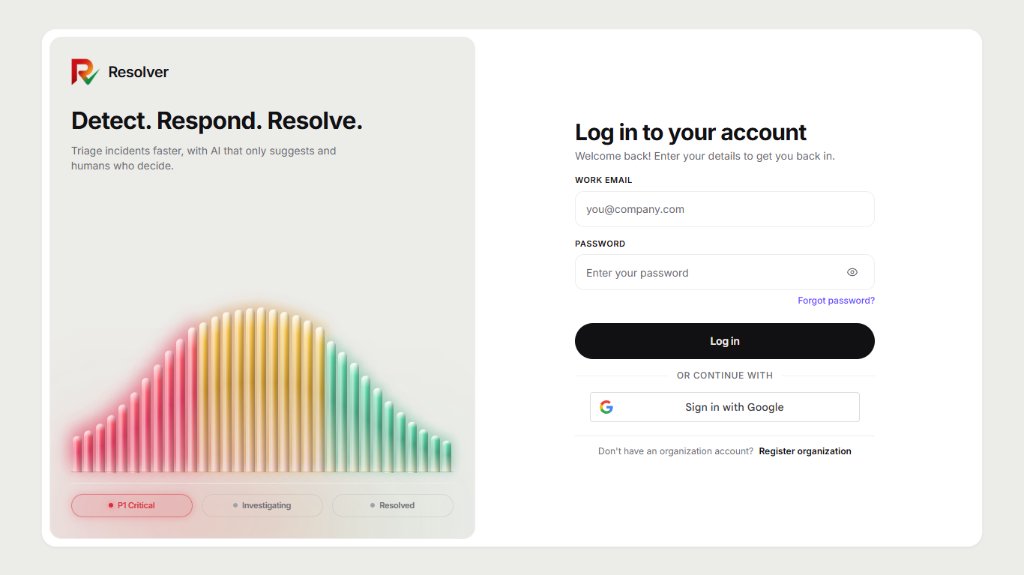 Resolver
Detect. Respond. Resolve.
Triage incidents faster, with AI that only suggests and
humans who decide.
P1 Critical
Investigating
Resolved
Log in to your account
Welcome back! Enter your details to get you back in.
WORK EMAIL
you@company.com
PASSWORD
Enter your password
Forgot password?
Log in
OR CONTINUE WITH
Sign in with Google
Don't have an organization account? Register organization